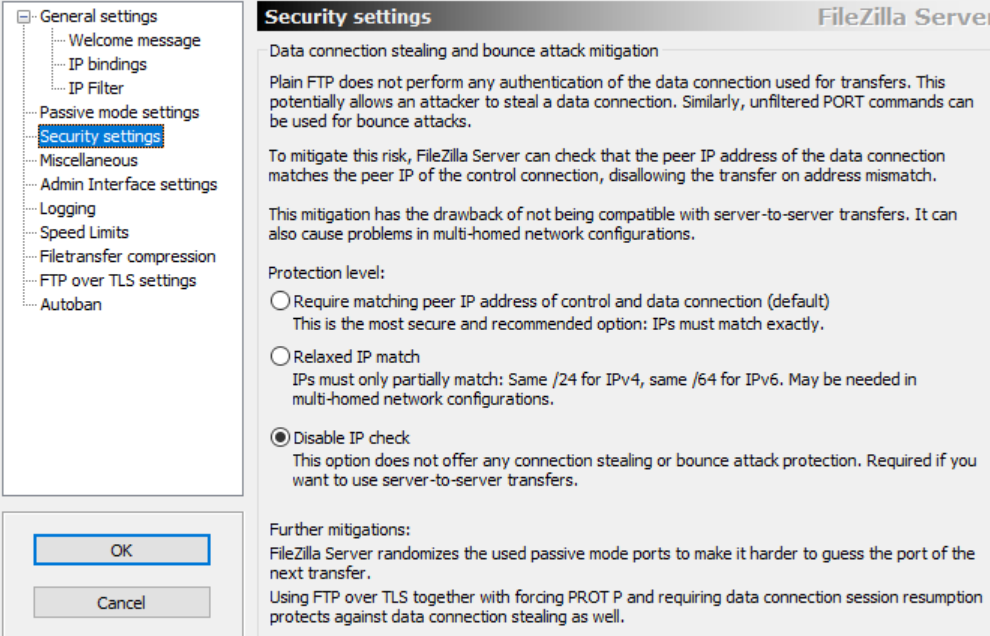 General settings
Welcome message
IP bindings
IP Filter
Passive mode settings
Security settings
Miscellaneous
Admin Interface settings
Logging
Speed Limits
Filetransfer compression
FTP over TLS settings
Autoban
OK
Cancel
Security settings
FileZilla Server
Data connection stealing and bounce attack mitigation
Plain FTP does not perform any authentication of the data connection used for transfers. This
potentially allows an attacker to steal a data connection. Similarly, unfiltered PORT commands can
be used for bounce attacks.
To mitigate this risk, FileZilla Server can check that the peer IP address of the data connection
matches the peer IP of the control connection, disallowing the transfer on address mismatch.
This mitigation has the drawback of not being compatible with server-to-server transfers. It can
also cause problems in multi-homed network configurations.
Protection level:
Require matching peer IP address of control and data connection (default)
This is the most secure and recommended option: IPs must match exactly.
Relaxed IP match
IPs must only partially match: Same /24 for IPv4, same /64 for IPv6. May be needed in
multi-homed network configurations.
Disable IP check
This option does not offer any connection stealing or bounce attack protection. Required if you
want to use server-to-server transfers.
Further mitigations:
FileZilla Server randomizes the used passive mode ports to make it harder to guess the port of the
next transfer.
Using FTP over TLS together with forcing PROT P and requiring data connection session resumption
protects against data connection stealing as well.